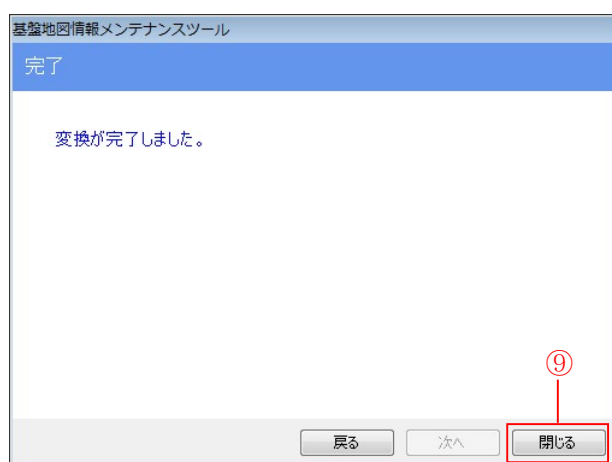 基盤地図情報メンテナンスツール
完了
変換が完了しました。
⑨
戻る 次へ 閉じる